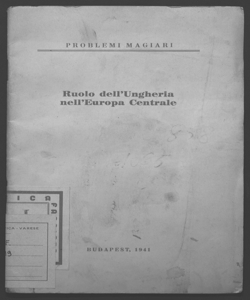 PROBLEMI MAGIARI
Ruolo dell'Ungheria
nell'Europa Centrale
BUDAPEST, 1941